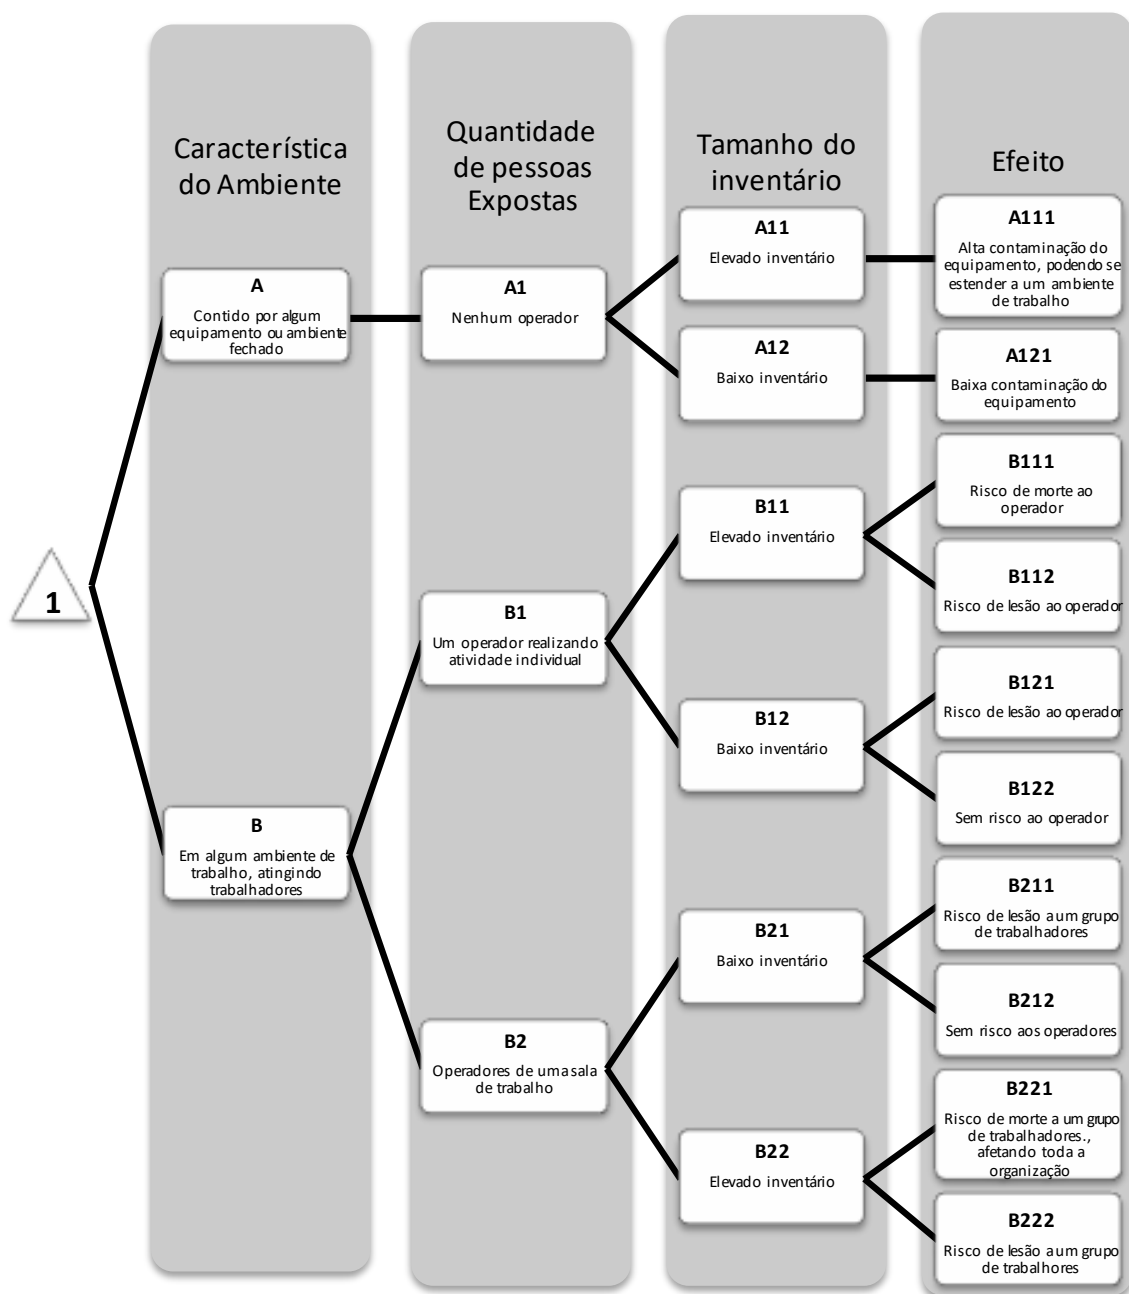 Característica
do Ambiente
Quantidade
de pessoas
Expostas
Tamanho do
inventário
Efeito
1
A
Contido por algum
equipamento ou ambiente
fechado
B
Em algum ambiente de
trabalho, atingindo
trabalhadores
A1
Nenhum operador
B1
Um operador realizando
atividade individual
B2
Operadores de uma sala
de trabalho
A11
Elevado inventário
A12
Baixo inventário
B11
Elevado inventário
B12
Baixo inventário
B21
Baixo inventário
B22
Elevado inventário
A111
Alta contaminação do
equipamento, podendo se
estender a um ambiente
de trabalho
A121
Baixa contaminação do
equipamento
B111
Risco de morte ao
operador
B112
Risco de lesão ao operador
B121
Risco de lesão ao operador
B122
Sem risco ao operador
B211
Risco de lesão a um grupo
de trabalhadores
B212
Sem risco aos operadores
B221
Risco de morte a um grupo
de trabalhadores.,
afetando toda a
organização
B222
Risco de lesão a um grupo
de trabalhores